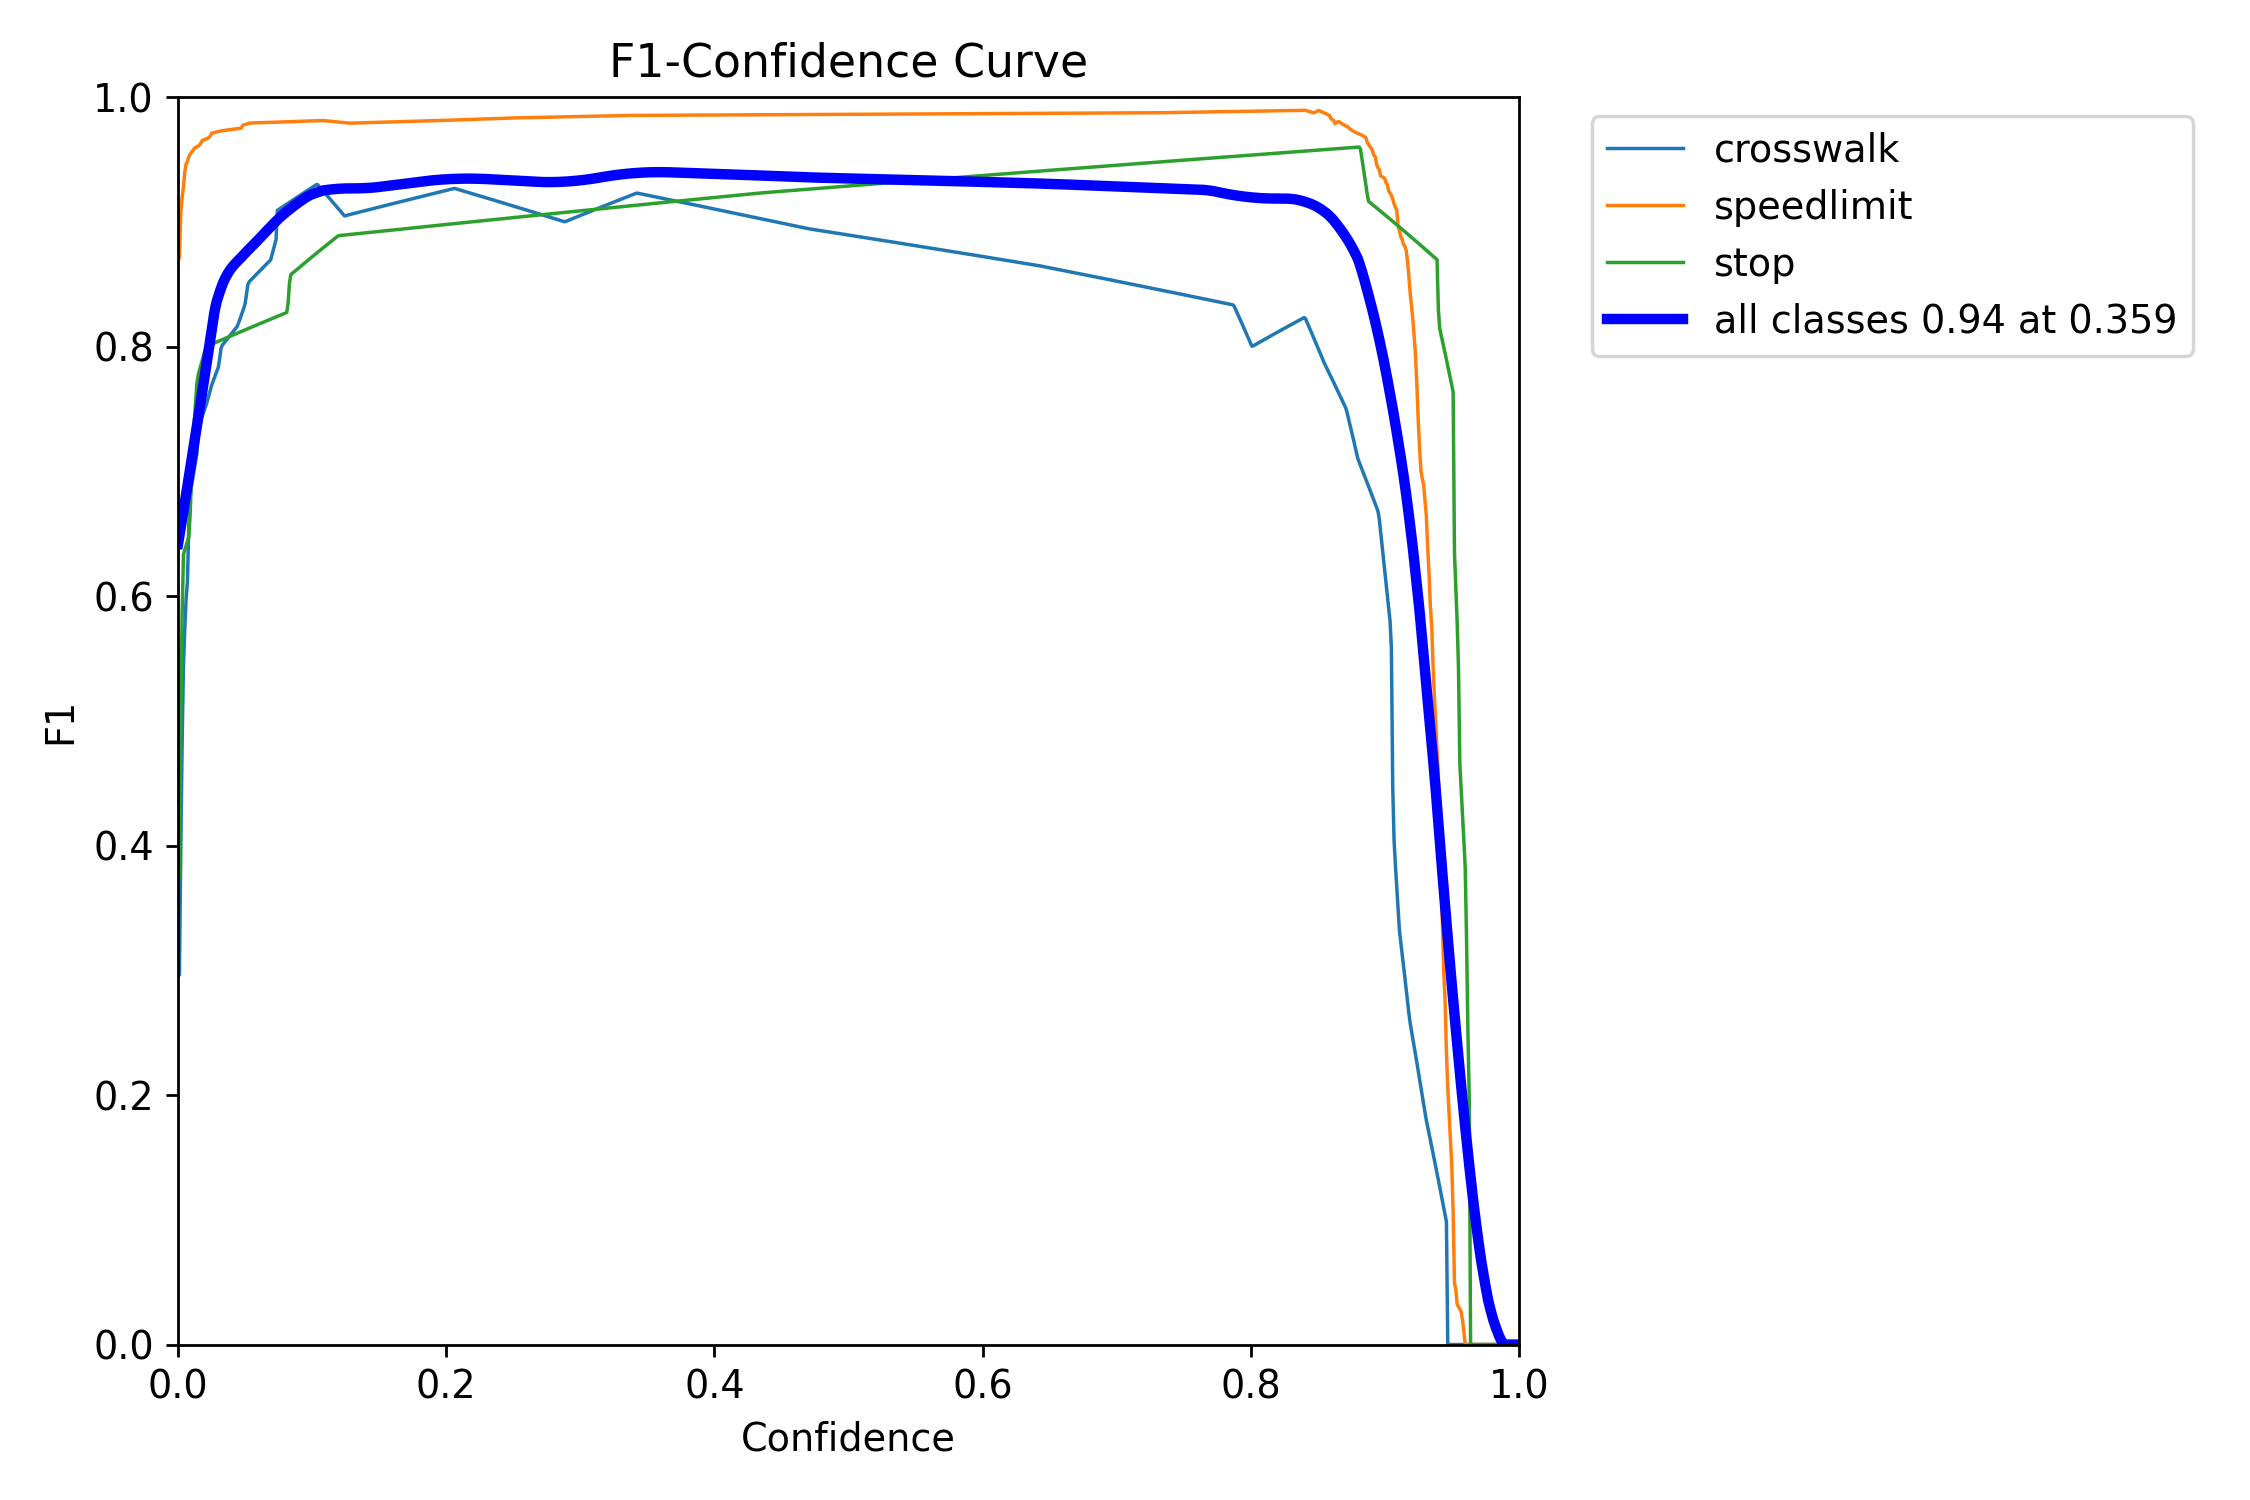 F1-Confidence Curve
1.0
0.8
0.6
0.4
0.2
0.0
F1
0.0 0.2 0.4 0.6 0.8 1.0
Confidence
crosswalk
speedlimit
stop
all classes 0.94 at 0.359